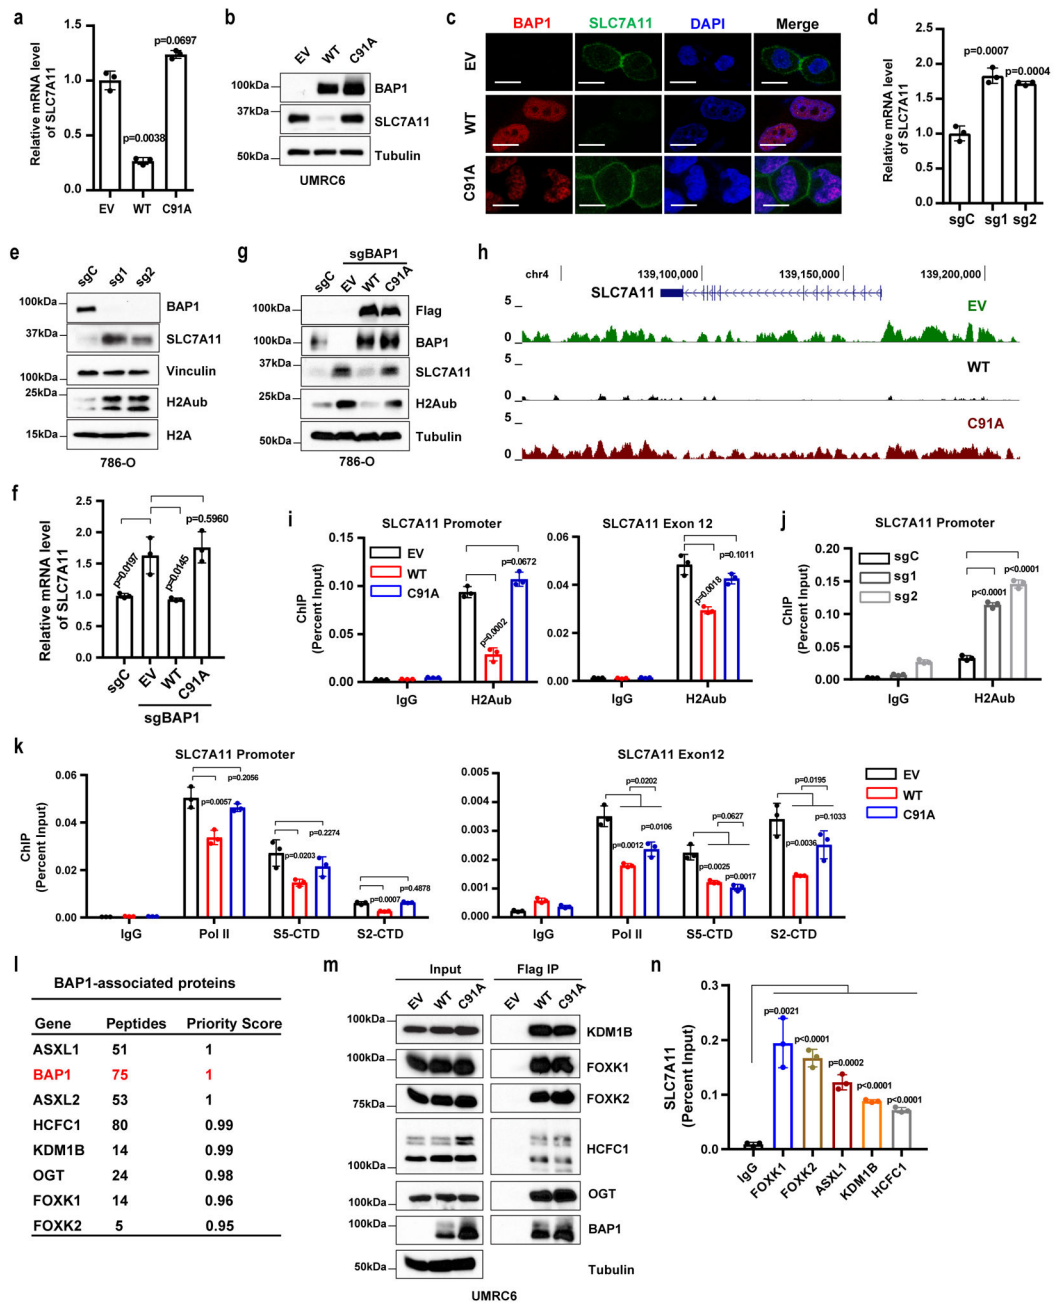 a
Relative mRNA level
of SLC7A11
1.5
1.0
0.5
0.0
p=0.0038
p=0.0697
EV WT C91A
b
EV WT C91A
100kDa
BAP1
37kDa
SLC7A11
50kDa
Tubulin
UMRC6
c
BAP1 SLC7A11 DAPI Merge
EV
WT
C91A
d
Relative mRNA level
of SLC7A11
2.5
2.0
1.5
1.0
0.5
0.0
p=0.0007
p=0.0004
sgC sg1 sg2
e
sgC sg1 sg2
100kDa
BAP1
37kDa
SLC7A11
Vinculin
100kDa
25kDa
H2Aub
15kDa
H2A
786-O
g
sgBAP1
sgC EV WT C91A
100kDa
Flag
100kDa
BAP1
37kDa
SLC7A11
25kDa
H2Aub
50kDa
Tubulin
786-O
h
chr4 139,100,000 139,150,000 139,200,000
SLC7A11
5
EV
0
5
WT
0
5
C91A
0
f
Relative mRNA level
of SLC7A11
2.5
2.0
1.5
1.0
0.5
0.0
p=0.0197
p=0.0145
p=0.5960
sgC EV WT C91A
sgBAP1
i
SLC7A11 Promoter
ChIP
(Percent Input)
0.15
0.10
0.05
0.00
EV
WT
C91A
p=0.0672
p=0.0002
IgG H2Aub
SLC7A11 Exon 12
0.06
0.04
0.02
0.00
p=0.1011
p=0.0018
IgG H2Aub
j
SLC7A11 Promoter
ChIP
(Percent Input)
0.20
0.15
0.10
0.05
0.00
sgC
sg1
sg2
p<0.0001
p<0.0001
IgG H2Aub
k
SLC7A11 Promoter
ChIP
(Percent Input)
0.06
0.04
0.02
0.00
p=0.2056
p=0.0057
p=0.2274
p=0.0203
p=0.4878
p=0.0007
IgG Pol II S5-CTD S2-CTD
SLC7A11 Exon12
0.005
0.004
0.003
0.002
0.001
0.000
p=0.0202
p=0.0106
p=0.0012
p=0.0627
p=0.0025
p=0.0017
p=0.0195
p=0.1033
p=0.0036
IgG Pol II S5-CTD S2-CTD
EV
WT
C91A
l
BAP1-associated proteins
Gene Peptides Priority Score
ASXL1 51 1
BAP1 75 1
ASXL2 53 1
HCFC1 80 0.99
KDM1B 14 0.99
OGT 24 0.98
FOXK1 14 0.96
FOXK2 5 0.95
m
Input Flag IP
EV WT C91A EV WT C91A
100kDa
KDM1B
100kDa
FOXK1
75kDa
FOXK2
HCFC1
100kDa
OGT
100kDa
100kDa
BAP1
50kDa
Tubulin
UMRC6
n
SLC7A11
(Percent Input)
0.3
0.2
0.1
0.0
p=0.0021
p<0.0001
p=0.0002
p<0.0001
p<0.0001
IgG FOXK1 FOXK2 ASXL1 KDM1B HCFC1